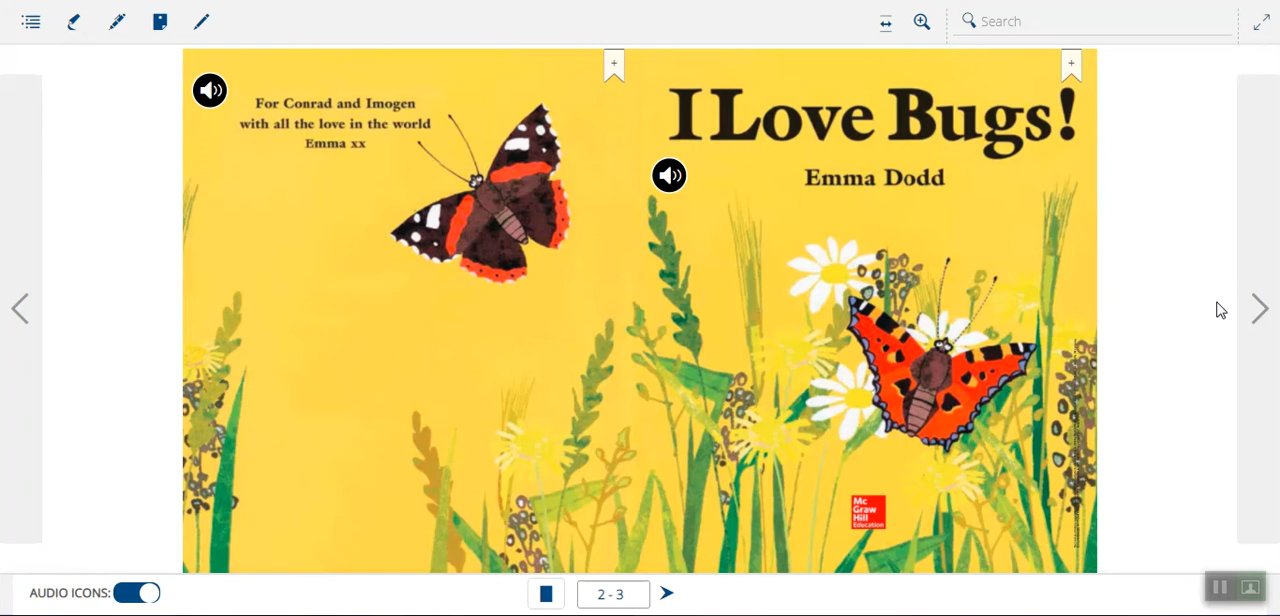 Search
For Conrad and Imogen
with all the love in the world
Emma xx
I Love Bugs!
Emma Dodd
Mc
Graw
Hill
Education
AUDIO ICONS:
2 - 3